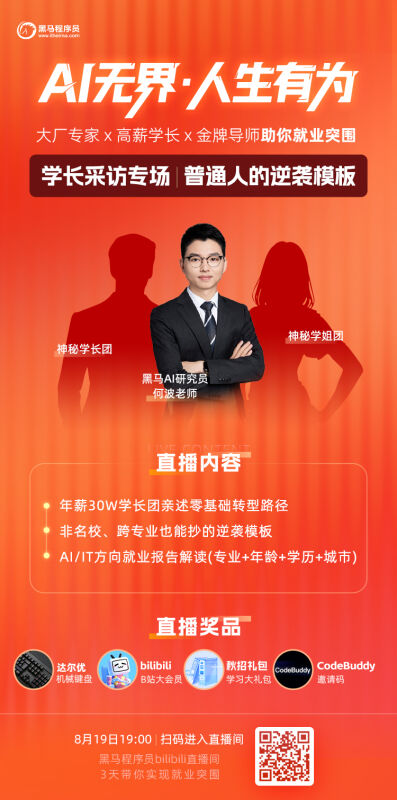 黑马程序员
www.itheima.com
AI无界·人生有为
大厂专家 x 高薪学长 x 金牌导师助你就业突围
学长采访专场 | 普通人的逆袭模板
神秘学长团
神秘学姐团
黑马AI研究员
何波老师
LIVE CONTENT
直播内容
年薪30W学长团亲述零基础转型路径
非名校、跨专业也能抄的逆袭模板
AI/IT方向就业报告解读(专业+年龄+学历+城市)
直播奖品
达尔优
机械键盘
bilibili
B站大会员
秋招礼包
学习大礼包
CodeBuddy
CodeBuddy
邀请码
8月19日19:00 | 扫码进入直播间
黑马程序员bilibili直播间
3天带你实现就业突围